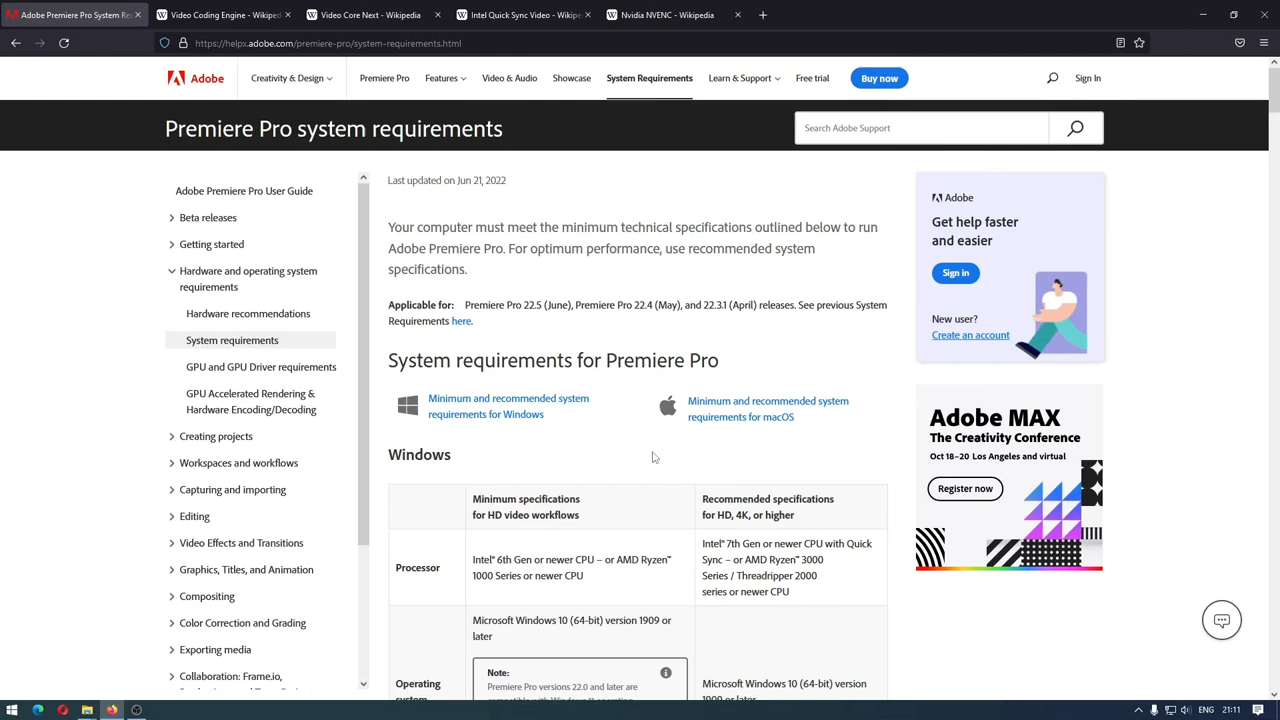 Adobe Premiere Pro System Re
Video Coding Engine - Wikiped
Video Core Next - Wikipedia
Intel Quick Sync Video - Wikipe
Nvidia NVENC - Wikipedia
https://helpx.adobe.com/premiere-pro/system-requirements.html
Adobe
Creativity & Design
Premiere Pro
Features
Video & Audio
Showcase
System Requirements
Learn & Support
Free trial
Buy now
Sign In
Premiere Pro system requirements
Search Adobe Support
Adobe Premiere Pro User Guide
Beta releases
Getting started
Hardware and operating system
requirements
Hardware recommendations
System requirements
GPU and GPU Driver requirements
GPU Accelerated Rendering &
Hardware Encoding/Decoding
Creating projects
Workspaces and workflows
Capturing and importing
Editing
Video Effects and Transitions
Graphics, Titles, and Animation
Compositing
Color Correction and Grading
Exporting media
Collaboration: Frame.io,
Last updated on Jun 21, 2022
Your computer must meet the minimum technical specifications outlined below to run
Adobe Premiere Pro. For optimum performance, use recommended system
specifications.
Applicable for: Premiere Pro 22.5 (June), Premiere Pro 22.4 (May), and 22.3.1 (April) releases. See previous System
Requirements here.
System requirements for Premiere Pro
Minimum and recommended system
requirements for Windows
Minimum and recommended system
requirements for macOS
Windows
Minimum specifications
for HD video workflows
Recommended specifications
for HD, 4K, or higher
Processor
Intel® 6th Gen or newer CPU – or AMD Ryzen™
1000 Series or newer CPU
Intel® 7th Gen or newer CPU with Quick
Sync – or AMD Ryzen™ 3000
Series / Threadripper 2000
series or newer CPU
Operating
system
Microsoft Windows 10 (64-bit) version 1909 or
later
Note:
Premiere Pro versions 22.0 and later are
compatible with Windows 11 operating
Microsoft Windows 10 (64-bit) version
1909 or later
Adobe
Get help faster
and easier
Sign in
New user?
Create an account
Adobe MAX
The Creativity Conference
Oct 18–20 Los Angeles and virtual
Register now
ENG
21:11